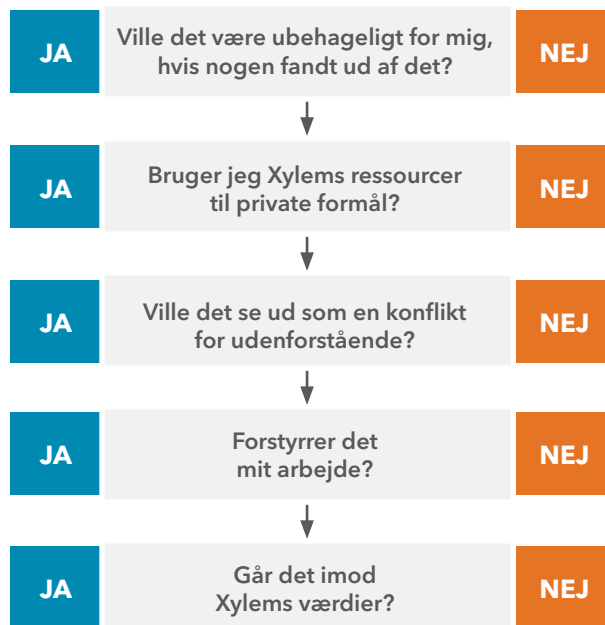 JA
Ville det være ubehageligt for mig,
hvis nogen fandt ud af det?
NEJ
JA
Bruger jeg Xylems ressourcer
til private formål?
NEJ
JA
Ville det se ud som en konflikt
for udenforstående?
NEJ
JA
Forstyrrer det
mit arbejde?
NEJ
JA
Går det imod
Xylems værdier?
NEJ